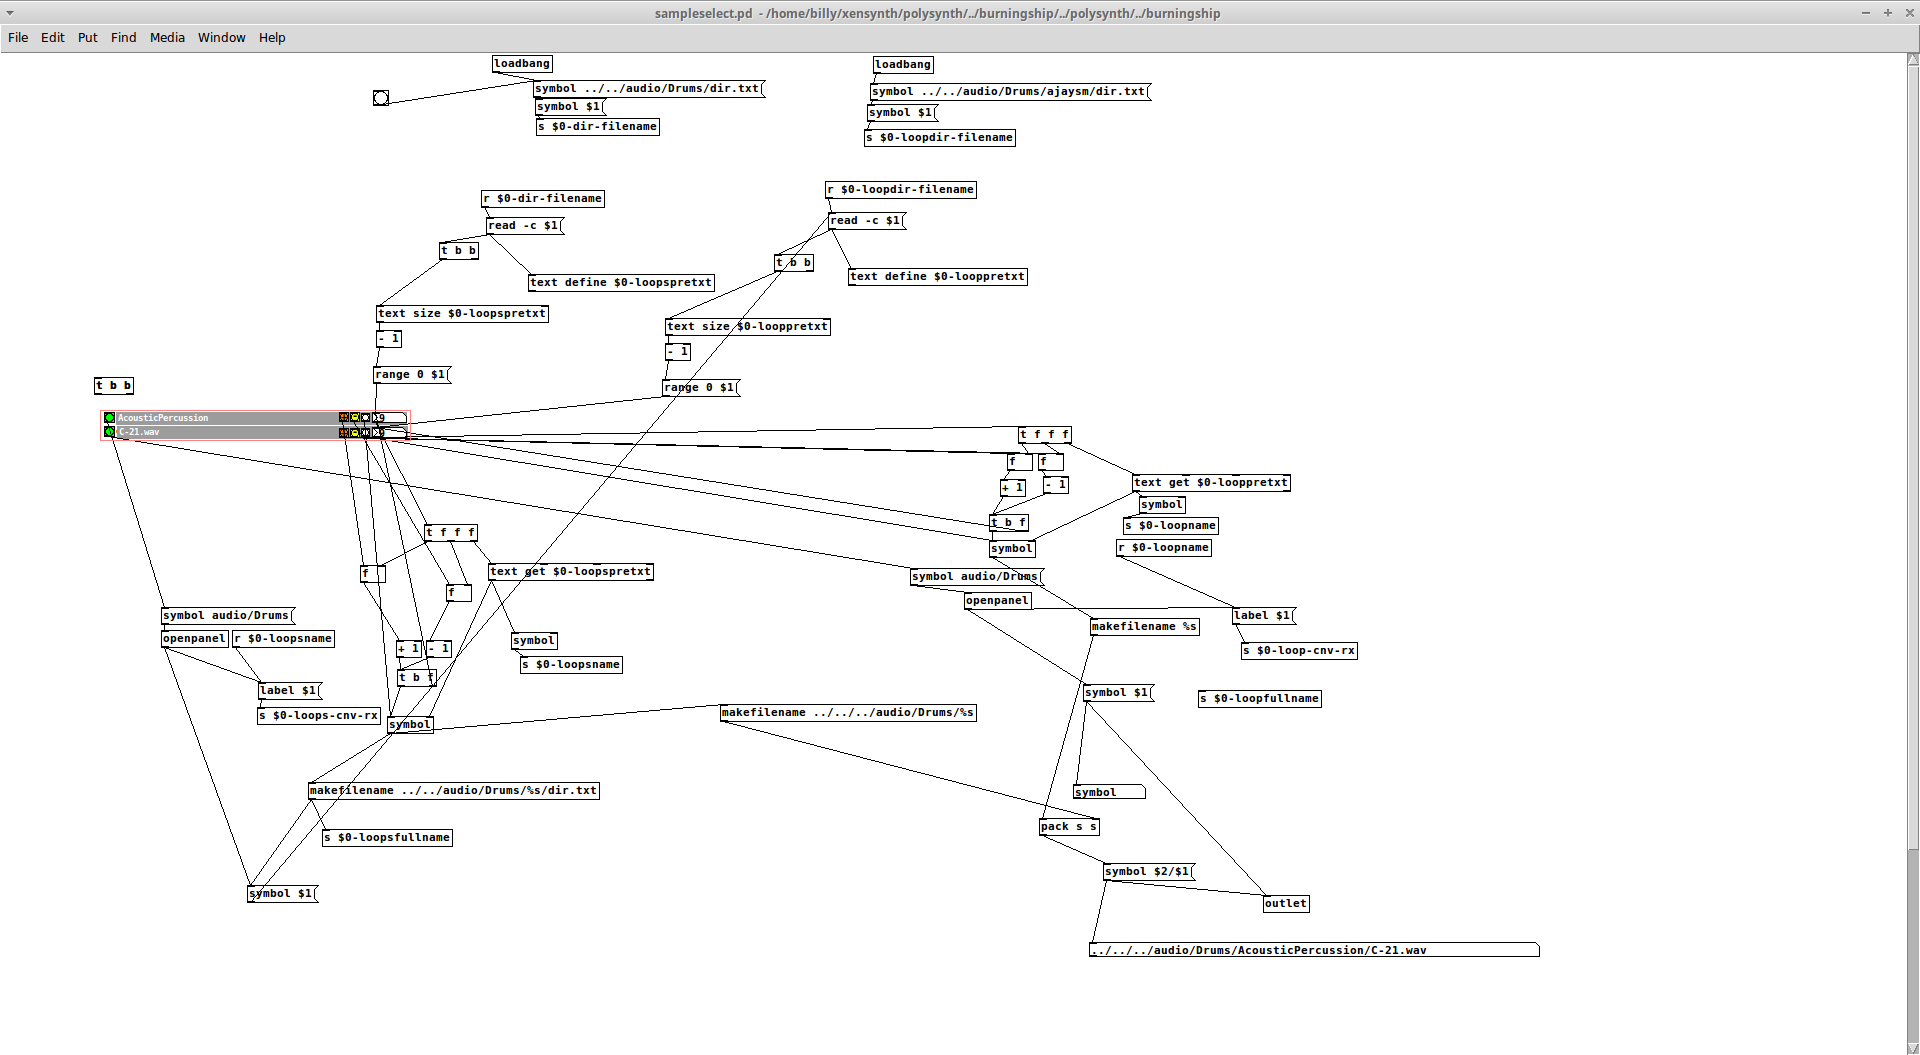 sampleselect.pd - /home/billy/xensynth/polysynth/../burningship/../polysynth/../burningship
File Edit Put Find Media Window Help
loadbang
loadbang
symbol ../../audio/Drums/dir.txt
symbol ../../audio/Drums/ajaysm/dir.txt
symbol $1
symbol $1
s $0-dir-filename
s $0-loopdir-filename
r $0-dir-filename
r $0-loopdir-filename
read -c $1
read -c $1
t b b
t b b
text define $0-loopspretxt
text define $0-looppretxt
text size $0-loopspretxt
text size $0-looppretxt
- 1
- 1
range 0 $1
range 0 $1
t b b
AcousticPercussion
9
C-21.wav
t f f f
f
f
text get $0-looppretxt
+ 1
- 1
symbol
s $0-loopname
t b f
t f f f
symbol
r $0-loopname
f
text get $0-loopspretxt
symbol audio/Drums
f
openpanel
symbol audio/Drums
label $1
makefilename %s
openpanel
r $0-loopsname
+ 1
- 1
symbol
s $0-loop-cnv-rx
s $0-loopsname
t b f
label $1
symbol $1
s $0-loopfullname
s $0-loops-cnv-rx
makefilename ../../../audio/Drums/%s
symbol
makefilename ../../audio/Drums/%s/dir.txt
symbol
pack s s
s $0-loopsfullname
symbol $2/$1
symbol $1
outlet
../../../audio/Drums/AcousticPercussion/C-21.wav